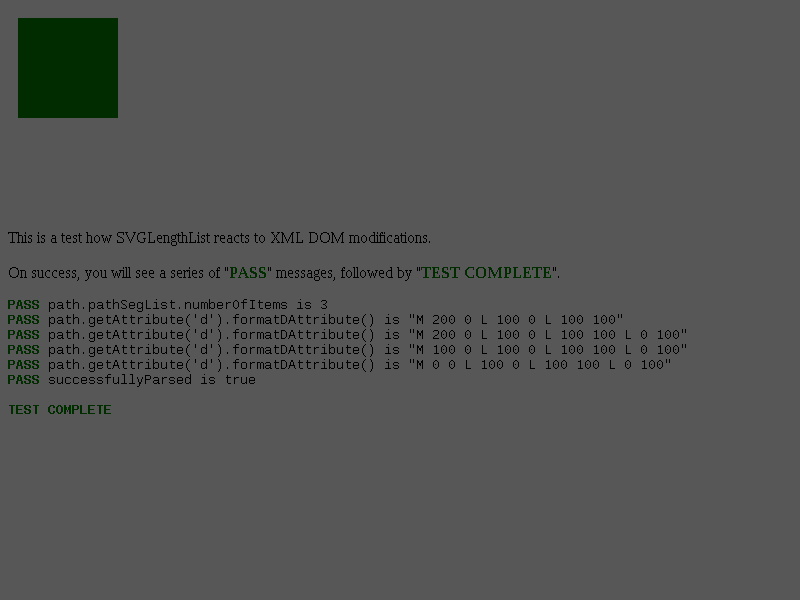 This is a test how SVGLengthList reacts to XML DOM modifications.
On success, you will see a series of "PASS" messages, followed by "TEST COMPLETE".
PASS path.pathSegList.numberOfItems is 3
PASS path.getAttribute('d').formatDAttribute() is "M 200 0 L 100 0 L 100 100"
PASS path.getAttribute('d').formatDAttribute() is "M 200 0 L 100 0 L 100 100 L 0 100"
PASS path.getAttribute('d').formatDAttribute() is "M 100 0 L 100 0 L 100 100 L 0 100"
PASS path.getAttribute('d').formatDAttribute() is "M 0 0 L 100 0 L 100 100 L 0 100"
PASS successfullyParsed is true
TEST COMPLETE